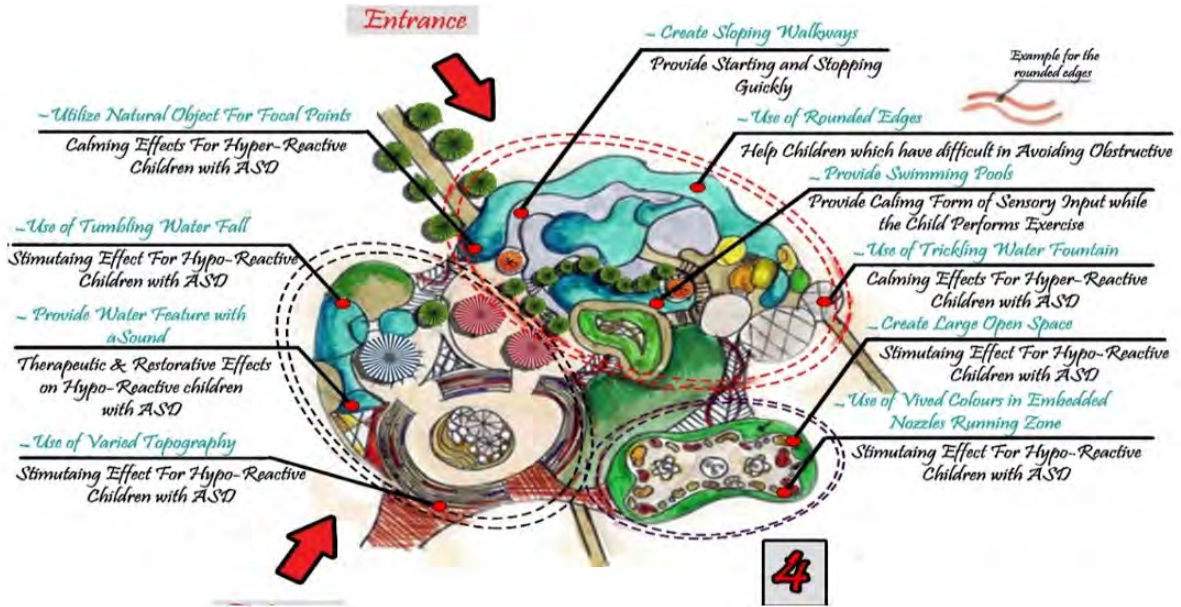 Entrance
~ Create Sloping Walkways
Provide Starting and Stopping
Guickly
Example for the
rounded edges
~Utilize Natural Object For Focal Points
Calming Effects For Hyper-Reactive
Children with ASD
~Use of Rounded Edges
Help Children which have difficult in Avoiding Obstructive
~ Provide Swimming Pools
Provide Calimg Form of Sensory Input while
the Child Performs Exercise
~Use of Tumbling Water Fall
Stimutaing Effect For Hypo-Reactive
Children with ASD
~ Use of Trickling Water Fountain
Calming Effects For Hyper-Reactive
Children with ASD
~ Provide Water Feature with
aSound
Therapeutic & Restorative Effects
on Hypo-Reactive children
with ASD
~Create Large Open Space
Stimutaing Effect For Hypo-Reactive
Children with ASD
~Use of Vived Colours in Embedded
Nozzles Running Zone
Stimutaing Effect For Hypo-Reactive
Children with ASD
~Use of Varied Topography
Stimutaing Effect For Hypo-Reactive
Children with ASD
4